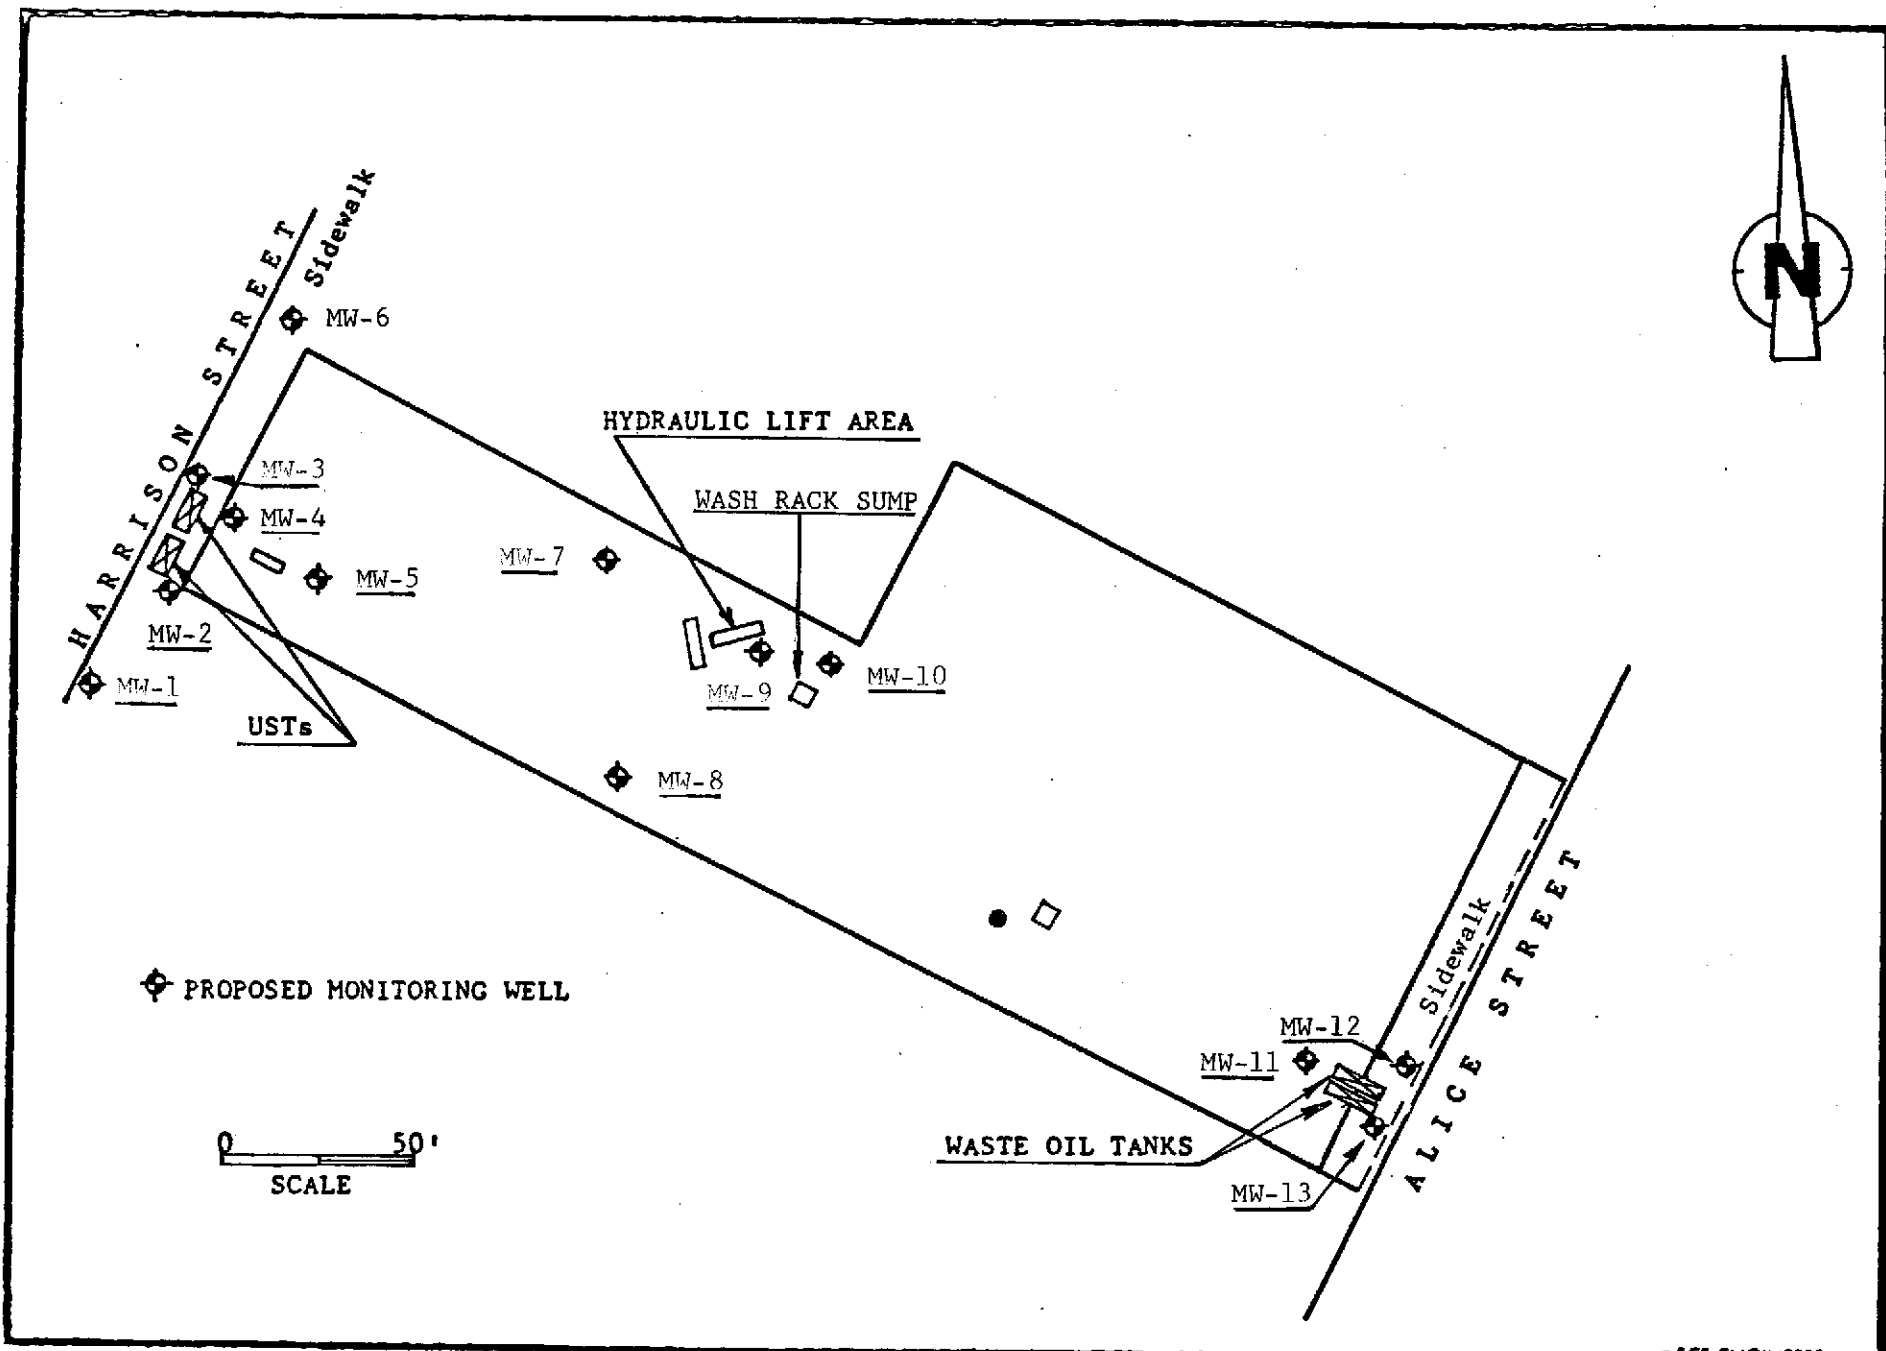 N
HARRISON STREET
Sidewalk
MW-6
HYDRAULIC LIFT AREA
MW-3
WASH RACK SUMP
MW-4
MW-7
MW-5
MW-2
MW-10
MW-1
MW-9
USTs
MW-8
Sidewalk
ALICE STREET
PROPOSED MONITORING WELL
MW-12
MW-11
0 50'
SCALE
WASTE OIL TANKS
MW-13